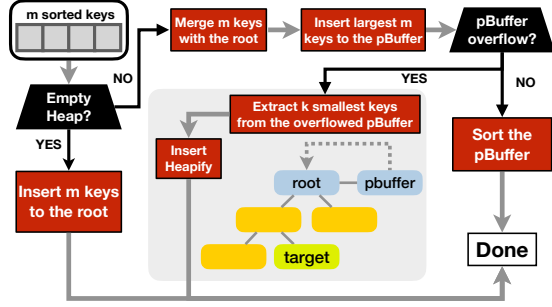 m sorted keys
Merge m keys
with the root
Insert largest m
keys to the pBuffer
pBuffer
overflow?
NO
Empty
Heap?
YES
NO
Extract k smallest keys
from the overflowed pBuffer
Sort the
pBuffer
Insert
Heapify
YES
root
pbuffer
Insert m keys
to the root
target
Done